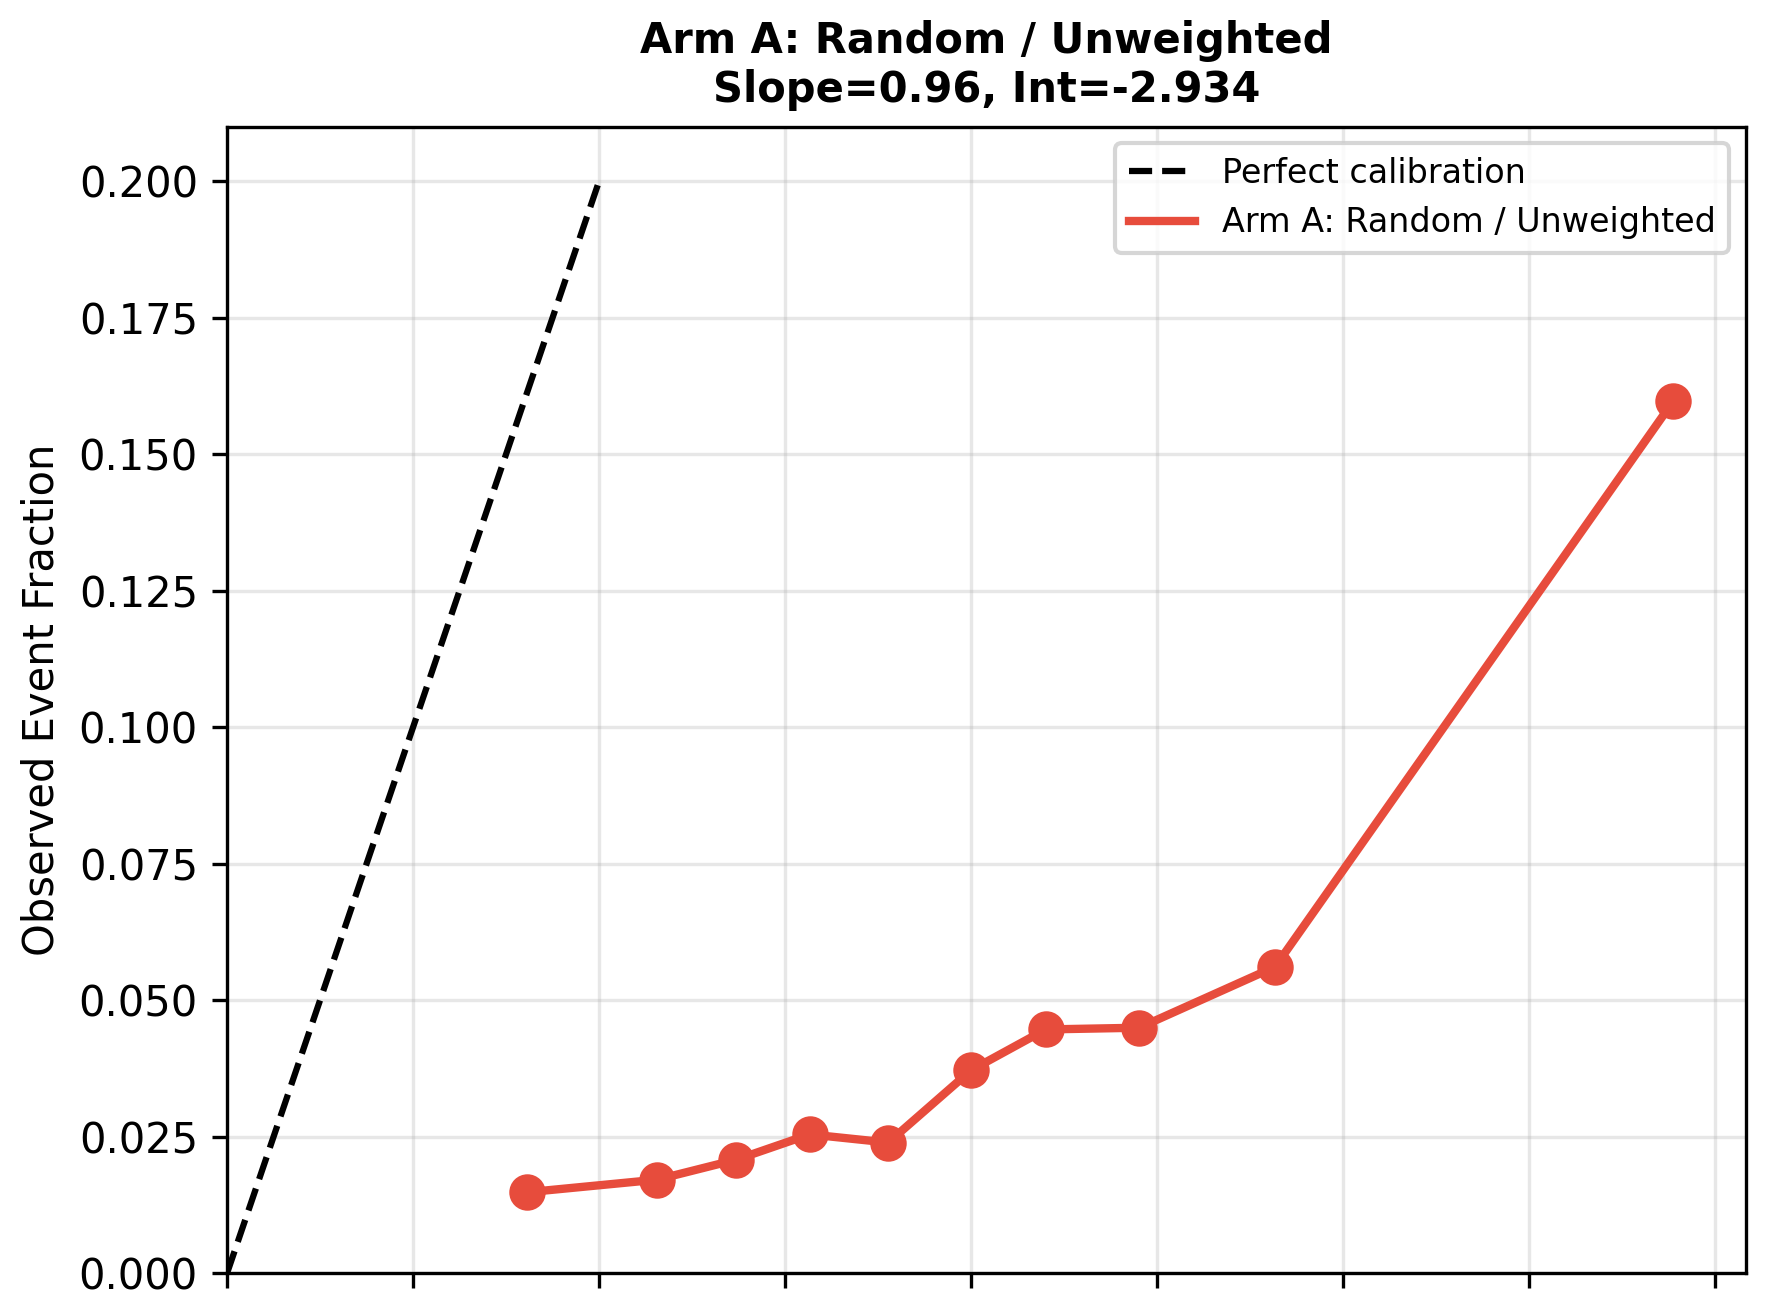 Arm A: Random / Unweighted
Slope=0.96, Int=-2.934
Perfect calibration
Arm A: Random / Unweighted
Observed Event Fraction
0.200
0.175
0.150
0.125
0.100
0.075
0.050
0.025
0.000